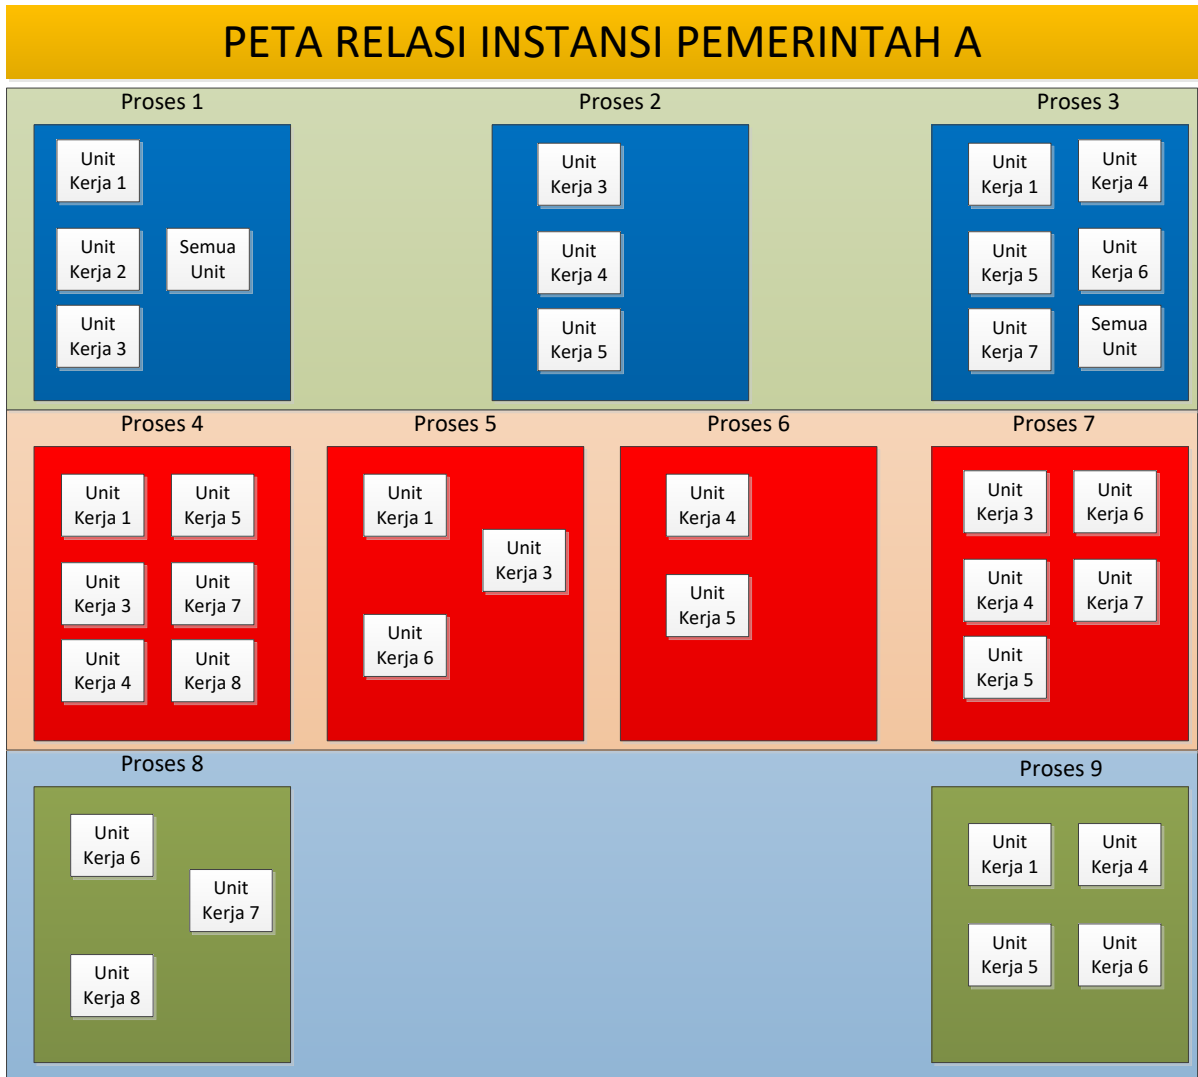 PETA RELASI INSTANSI PEMERINTAH A
Proses 1
Unit
Kerja 1
Unit
Kerja 2
Semua
Unit
Unit
Kerja 3
Proses 2
Unit
Kerja 3
Unit
Kerja 4
Unit
Kerja 5
Proses 3
Unit
Kerja 1
Unit
Kerja 4
Unit
Kerja 5
Unit
Kerja 6
Unit
Kerja 7
Semua
Unit
Proses 4
Unit
Kerja 1
Unit
Kerja 5
Unit
Kerja 3
Unit
Kerja 7
Unit
Kerja 4
Unit
Kerja 8
Proses 5
Unit
Kerja 1
Unit
Kerja 3
Unit
Kerja 6
Proses 6
Unit
Kerja 4
Unit
Kerja 5
Proses 7
Unit
Kerja 3
Unit
Kerja 6
Unit
Kerja 4
Unit
Kerja 7
Unit
Kerja 5
Proses 8
Unit
Kerja 6
Unit
Kerja 7
Unit
Kerja 8
Proses 9
Unit
Kerja 1
Unit
Kerja 4
Unit
Kerja 5
Unit
Kerja 6